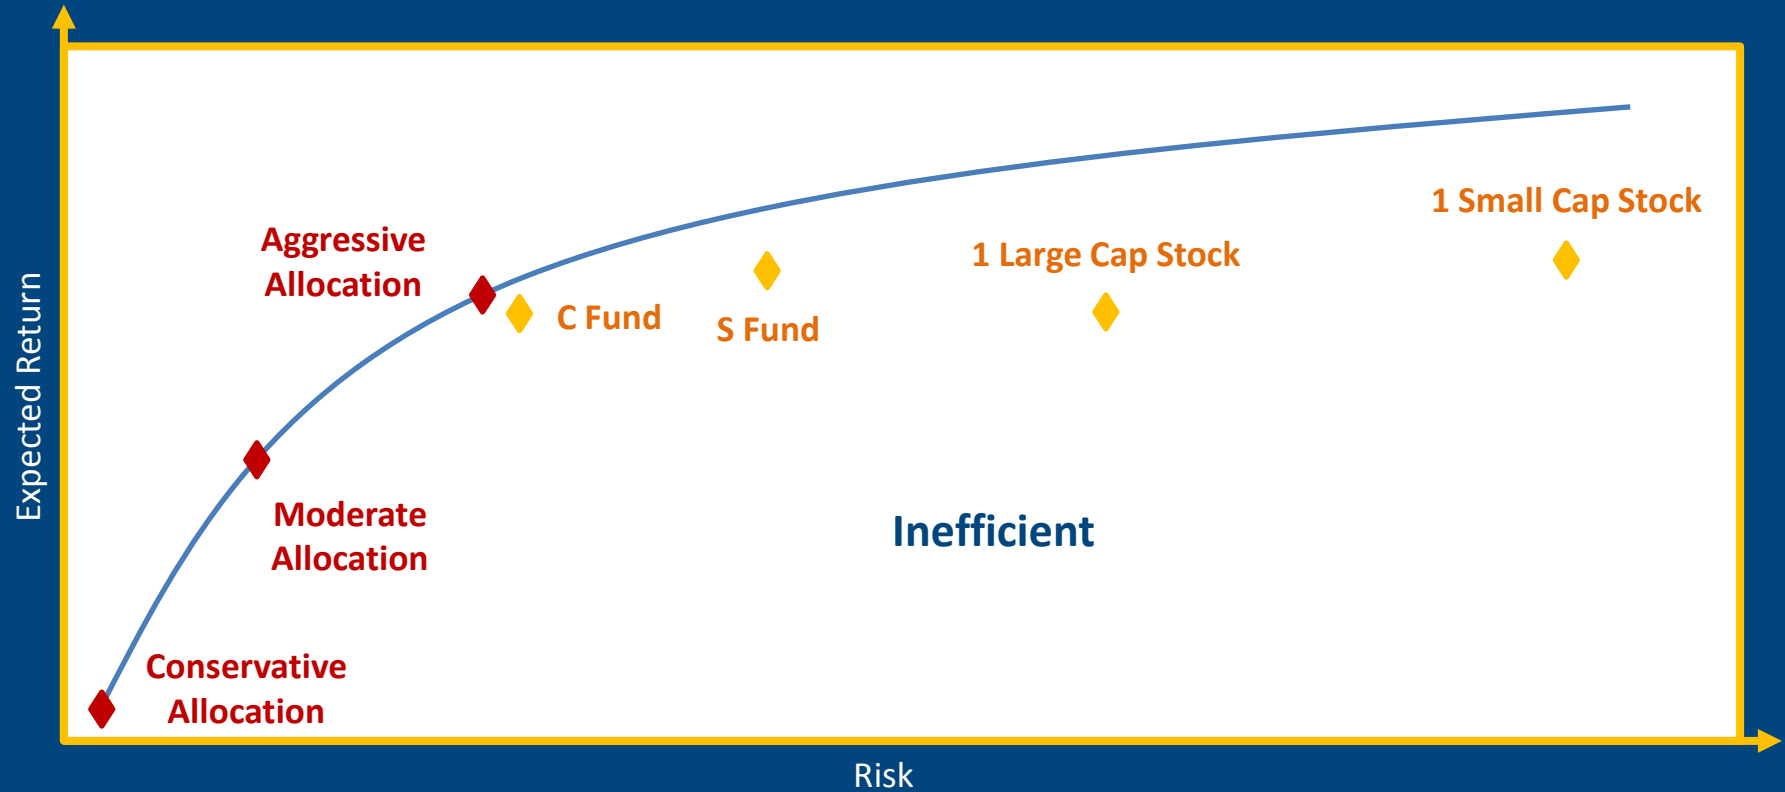 Expected Return
1 Small Cap Stock
Aggressive
Allocation
1 Large Cap Stock
C Fund
S Fund
Moderate
Allocation
Inefficient
Conservative
Allocation
Risk